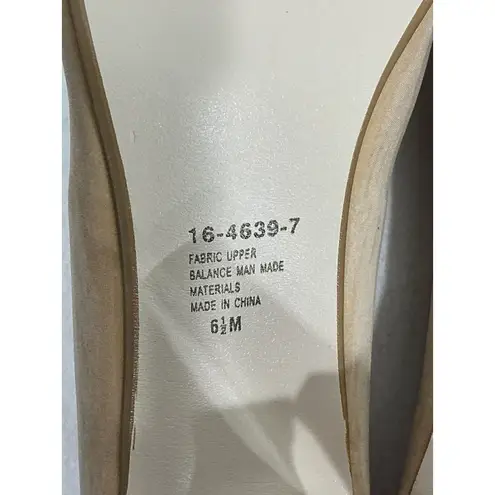 16-4639-7
FABRIC UPPER
BALANCE MAN MADE
MATERIALS
MADE IN CHINA
6½M